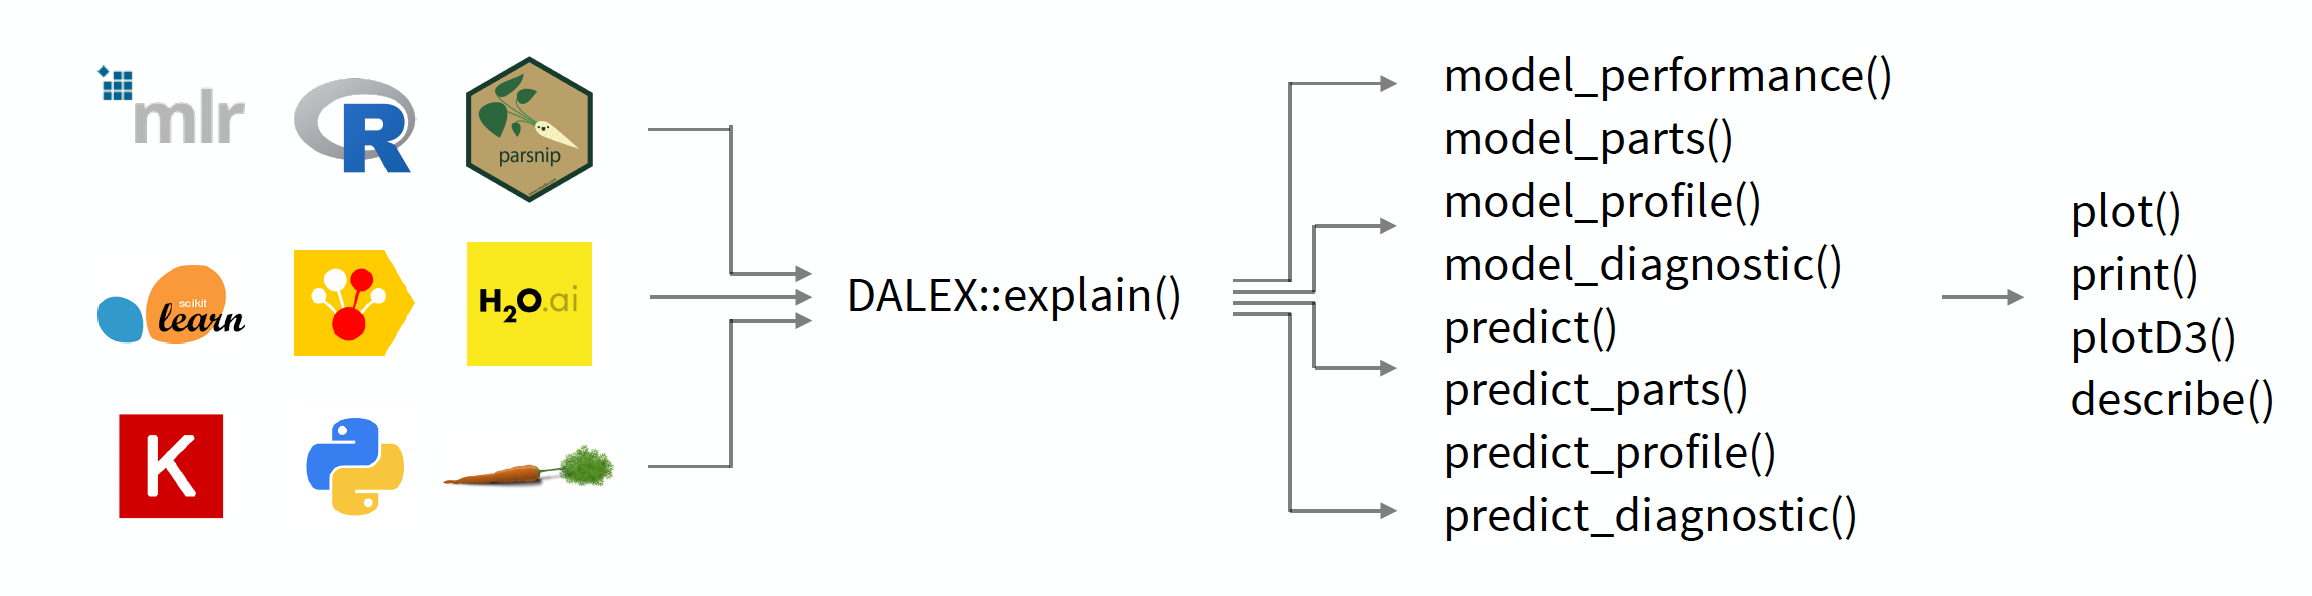 mlr
R
parsnip
scikit
learn
H2O.ai
K
DALEX::explain()
model_performance()
model_parts()
model_profile()
model_diagnostic()
predict()
predict_parts()
predict_profile()
predict_diagnostic()
plot()
print()
plotD3()
describe()